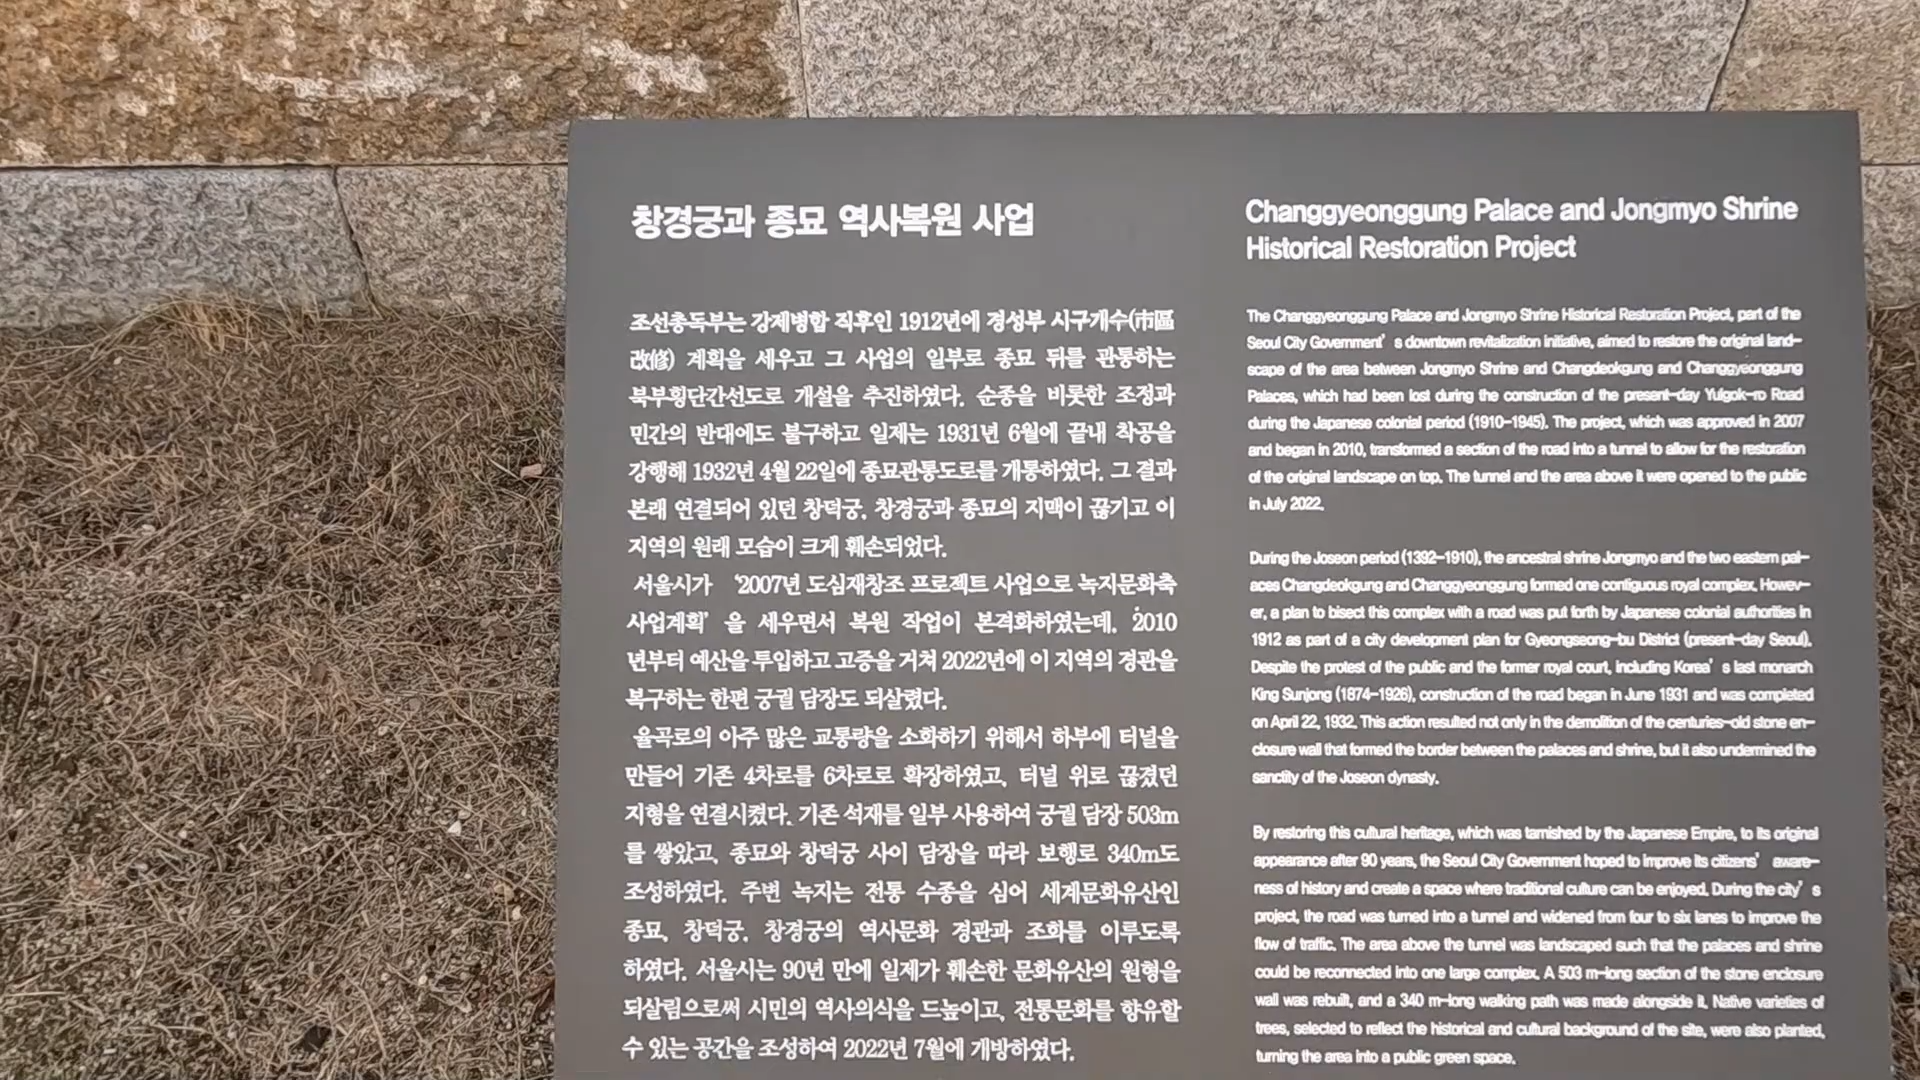 창경궁과 종묘 역사복원 사업
조선총독부는 강제병합 직후인 1912년에 경성부 시구개수(市區
改修) 계획을 세우고 그 사업의 일부로 종묘 뒤를 관통하는
북부횡단간선도로 개설을 추진하였다. 순종을 비롯한 조정과
민간의 반대에도 불구하고 일제는 1931년 6월에 끝내 착공을
강행해 1932년 4월 22일에 종묘관통도로를 개통하였다. 그 결과
본래 연결되어 있던 창덕궁, 창경궁과 종묘의 지맥이 끊기고 이
지역의 원래 모습이 크게 훼손되었다.
서울시가 ‘2007년 도심재창조 프로젝트 사업으로 녹지문화축
사업계획’ 을 세우면서 복원 작업이 본격화하였는데, 2010
년부터 예산을 투입하고 고증을 거쳐 2022년에 이 지역의 경관을
복구하는 한편 궁궐 담장도 되살렸다.
율곡로의 아주 많은 교통량을 소화하기 위해서 하부에 터널을
만들어 기존 4차로를 6차로로 확장하였고, 터널 위로 끊겼던
지형을 연결시켰다. 기존 석재를 일부 사용하여 궁궐 담장 503m
를 쌓았고, 종묘와 창덕궁 사이 담장을 따라 보행로 340m도
조성하였다. 주변 녹지는 전통 수종을 심어 세계문화유산인
종묘, 창덕궁, 창경궁의 역사문화 경관과 조화를 이루도록
하였다. 서울시는 90년 만에 일제가 훼손한 문화유산의 원형을
되살림으로써 시민의 역사의식을 드높이고, 전통문화를 향유할
수 있는 공간을 조성하여 2022년 7월에 개방하였다.
Changgyeonggung Palace and Jongmyo Shrine
Historical Restoration Project
The Changgyeonggung Palace and Jongmyo Shrine Historical Restoration Project, part of the
Seoul City Government’ s downtown revitalization initiative, aimed to restore the original land-
scape of the area between Jongmyo Shrine and Changdeokgung and Changgyeonggung
Palaces, which had been lost during the construction of the present-day Yulgok-ro Road
during the Japanese colonial period (1910-1945). The project, which was approved in 2007
and began in 2010, transformed a section of the road into a tunnel to allow for the restoration
of the original landscape on top. The tunnel and the area above it were opened to the public
in July 2022.
During the Joseon period (1392-1910), the ancestral shrine Jongmyo and the two eastern pal-
aces Changdeokgung and Changgyeonggung formed one contiguous royal complex. Howev-
er, a plan to bisect this complex with a road was put forth by Japanese colonial authorities in
1912 as part of a city development plan for Gyeongseong-bu District (present-day Seoul).
Despite the protest of the public and the former royal court, including Korea’ s last monarch
King Sunjong (1874-1926), construction of the road began in June 1931 and was completed
on April 22, 1932. This action resulted not only in the demolition of the centuries-old stone en-
closure wall that formed the border between the palaces and shrine, but it also undermined the
sanctity of the Joseon dynasty.
By restoring this cultural heritage, which was tarnished by the Japanese Empire, to its original
appearance after 90 years, the Seoul City Government hoped to improve its citizens’ aware-
ness of history and create a space where traditional culture can be enjoyed. During the city’ s
project, the road was turned into a tunnel and widened from four to six lanes to improve the
flow of traffic. The area above the tunnel was landscaped such that the palaces and shrine
could be reconnected into one large complex. A 503 m-long section of the stone enclosure
wall was rebuilt, and a 340 m-long walking path was made alongside it. Native varieties of
trees, selected to reflect the historical and cultural background of the site, were also planted,
turning the area into a public green space.